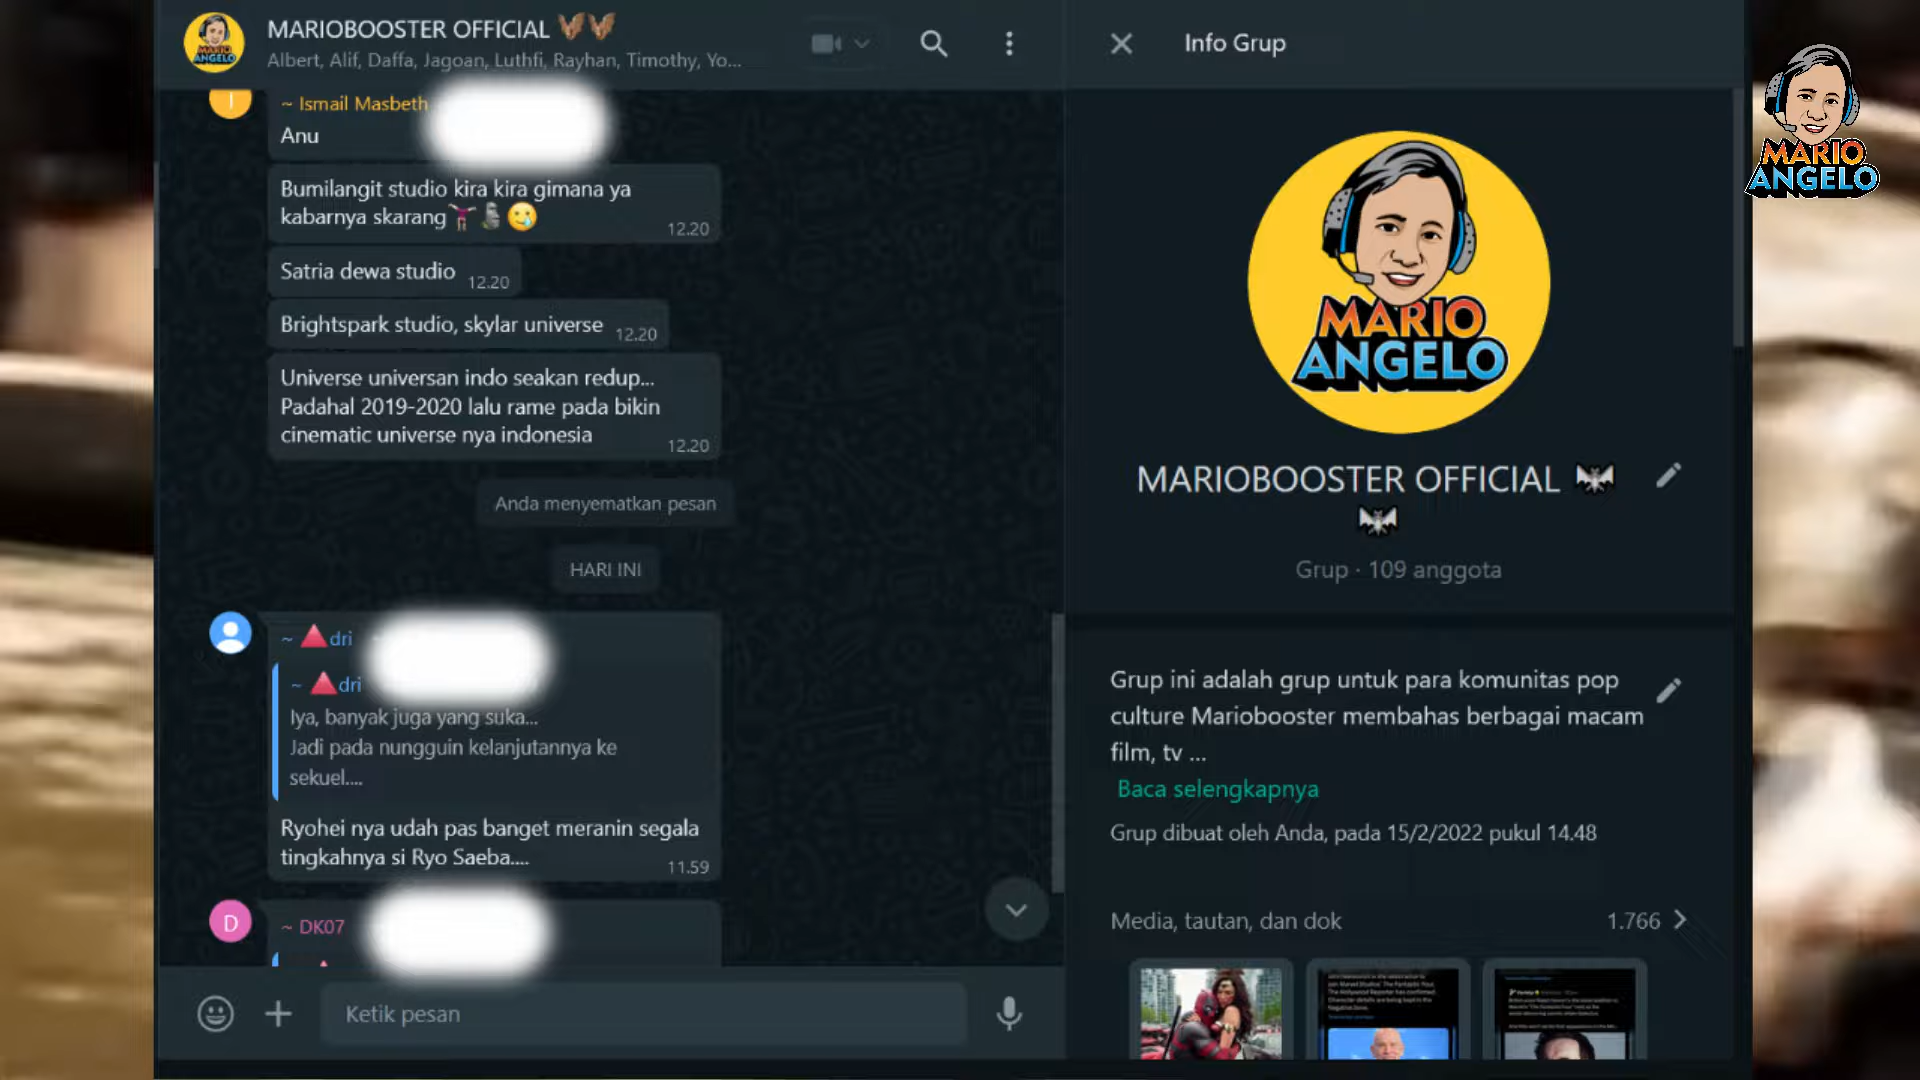 MARIOBOOSTER OFFICIAL
Albert, Alif, Daffa, Jagoan, Luthfi, Rayhan, Timothy, Yo...
~ Ismail Masbeth
Anu
Bumilangit studio kira kira gimana ya
kabarnya skarang
12.20
Satria dewa studio 12.20
Brightspark studio, skylar universe 12.20
Universe universan indo seakan redup...
Padahal 2019-2020 lalu rame pada bikin
cinematic universe nya indonesia
12.20
Anda menyematkan pesan
HARI INI
~ 🔺dri
~ 🔺dri
Iya, banyak juga yang suka...
Jadi pada nungguin kelanjutannya ke
sekuel....
Ryohei nya udah pas banget meranin segala
tingkahnya si Ryo Saeba....
11.59
D
~ DK07
Ketik pesan
Info Grup
MARIO
ANGELO
MARIOBOOSTER OFFICIAL
Grup · 109 anggota
Grup ini adalah grup untuk para komunitas pop
culture Mariobooster membahas berbagai macam
film, tv ...
Baca selengkapnya
Grup dibuat oleh Anda, pada 15/2/2022 pukul 14.48
Media, tautan, dan dok
1.766
MARIO
ANGELO